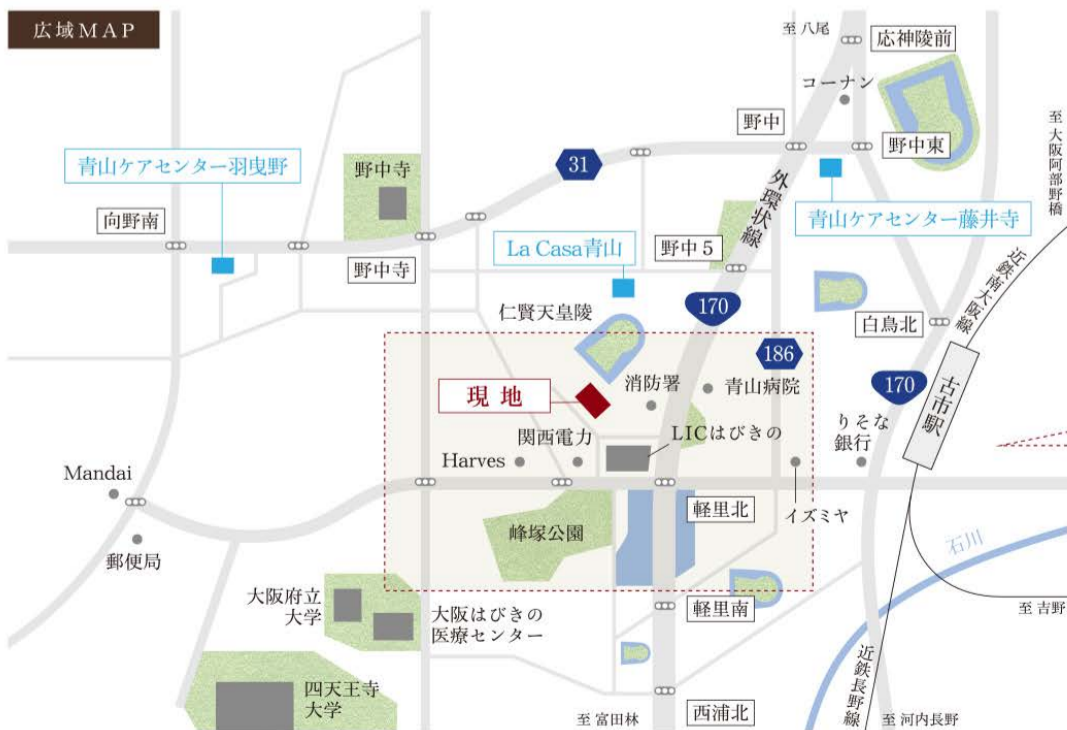 広域MAP
至 八尾
応神陵前
コーナン
野中
野中東
至 大阪阿部野橋
青山ケアセンター羽曳野
野中寺
31
外環状線
青山ケアセンター藤井寺
向野南
野中寺
La Casa青山
野中5
近鉄南大阪線
仁賢天皇陵
170
白鳥北
186
170
古市駅
現地
消防署
青山病院
りそな
銀行
関西電力
LICはびきの
Harves
Mandai
軽里北
イズミヤ
峰塚公園
郵便局
石川
大阪府立
大学
大阪はびきの
医療センター
軽里南
至 吉野
近鉄長野線
四天王寺
大学
至 富田林
西浦北
至 河内長野